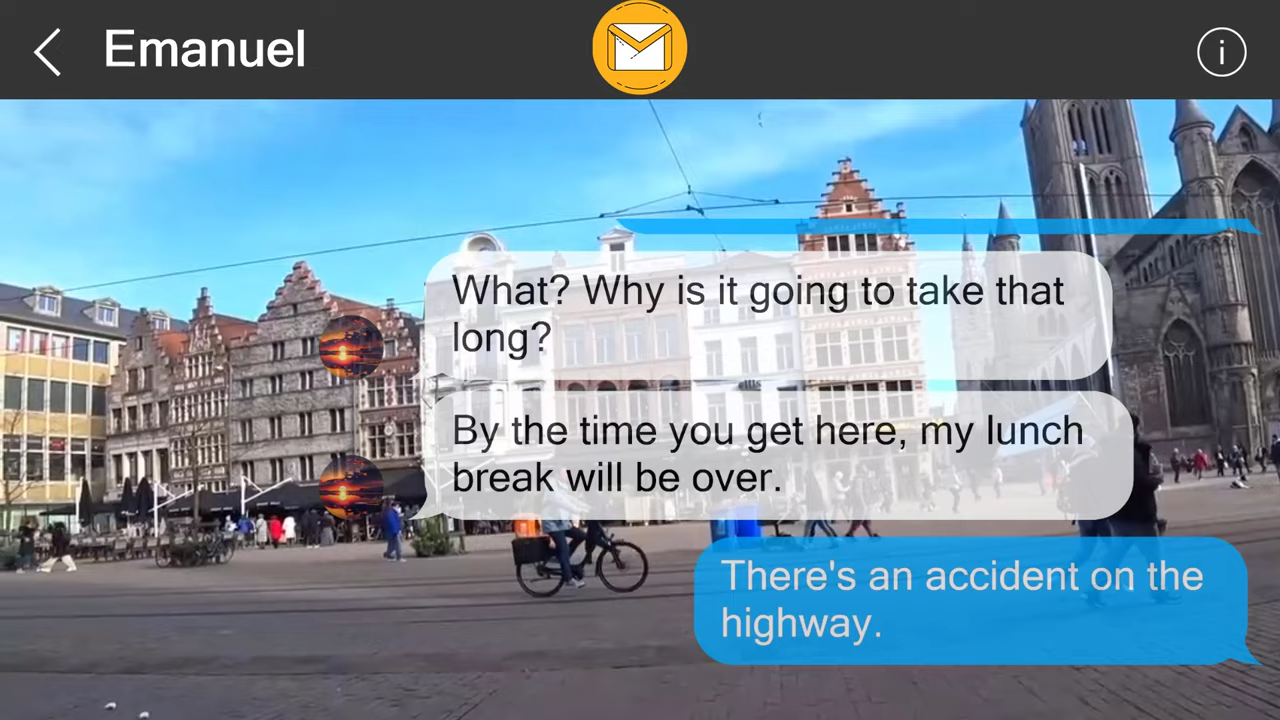 Emanuel
What? Why is it going to take that
long?
By the time you get here, my lunch
break will be over.
There's an accident on the
highway.